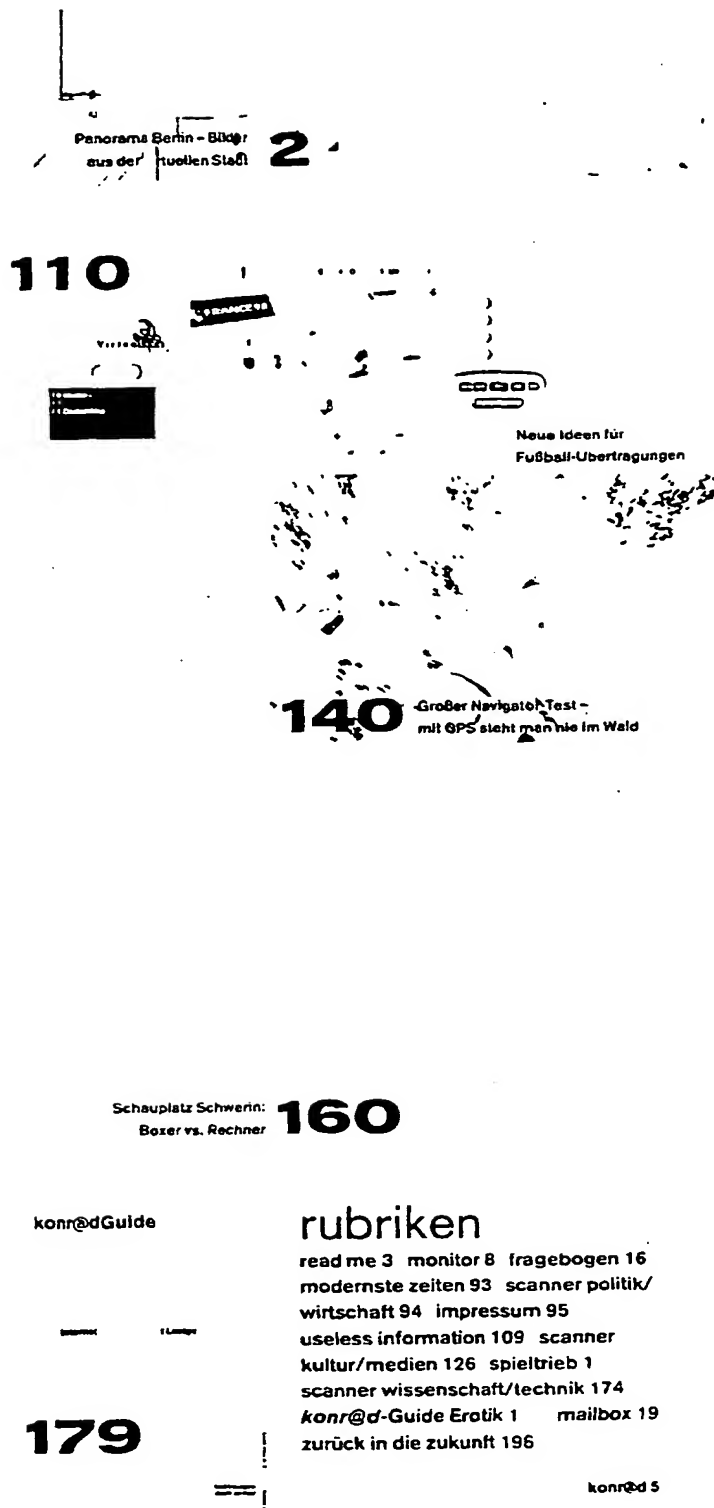 Panorama Berlin – Bilder
aus der tuellen Stadt
2
110
FRANCE 98
Neue Ideen für
Fußball-Übertragungen
140
Großer Navigator-Test –
mit GPS steht man nie im Wald
Schauplatz Schwerin:
Boxer vs. Rechner
160
konr@dGuide
179
rubriken
read me 3 monitor 8 fragebogen 16
modernste zeiten 93 scanner politik/
wirtschaft 94 impressum 95
useless information 109 scanner
kultur/medien 126 spieltrieb 1
scanner wissenschaft/technik 174
konr@d-Guide Erotik 1 mailbox 19
zurück in die zukunft 196
konr@d 5